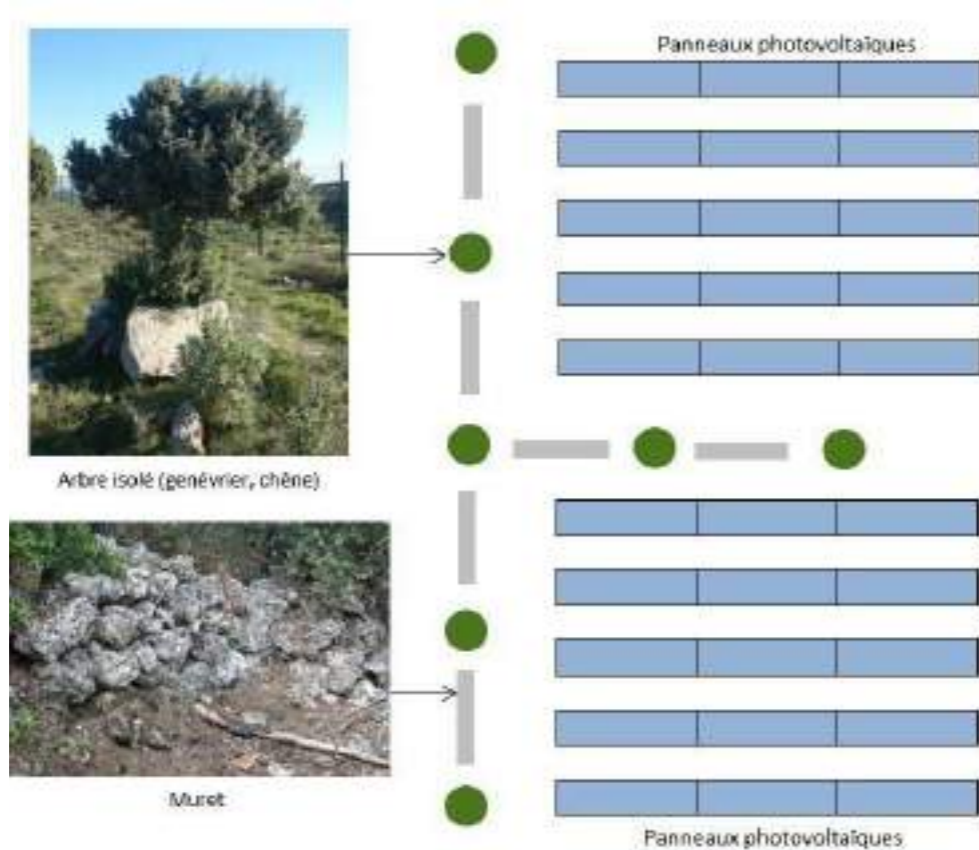 Panneaux photovoltaïques
Arbre isolé (genévrier, chêne)
Muret
Panneaux photovoltaïques